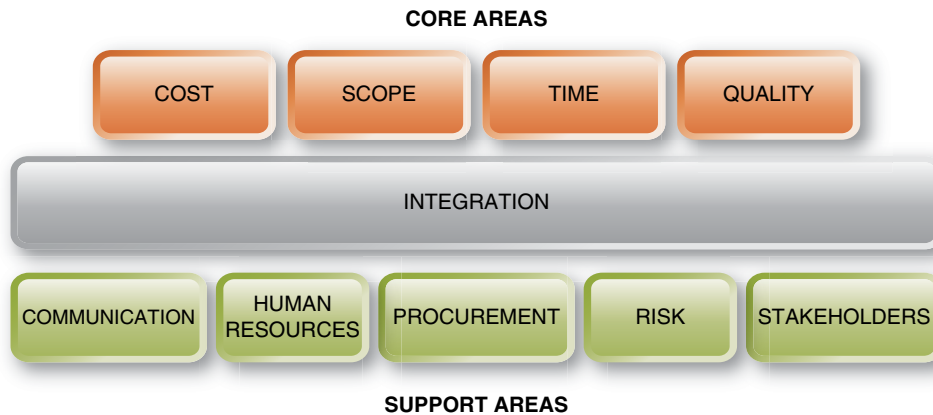 CORE AREAS
COST
SCOPE
TIME
QUALITY
INTEGRATION
COMMUNICATION
HUMAN
RESOURCES
PROCUREMENT
RISK
STAKEHOLDERS
SUPPORT AREAS